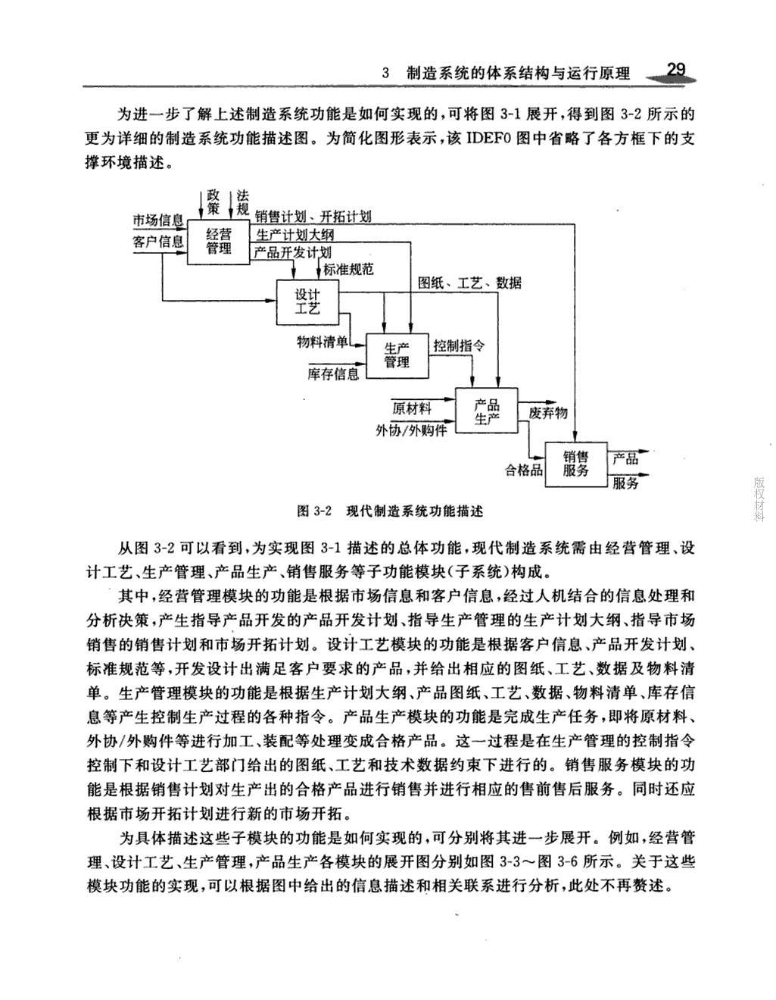 3 制造系统的体系结构与运行原理 29
为进一步了解上述制造系统功能是如何实现的,可将图 3-1 展开,得到图 3-2 所示的
更为详细的制造系统功能描述图。为简化图形表示,该 IDEF0 图中省略了各方框下的支
撑环境描述。
政策
法规
市场信息
客户信息
经营
管理
销售计划、开拓计划
生产计划大纲
产品开发计划
标准规范
设计
工艺
图纸、工艺、数据
物料清单
库存信息
生产
管理
控制指令
原材料
外协/外购件
产品
生产
废弃物
合格品
销售
服务
产品
服务
图 3-2 现代制造系统功能描述
从图 3-2 可以看到,为实现图 3-1 描述的总体功能,现代制造系统需由经营管理、设
计工艺、生产管理、产品生产、销售服务等子功能模块(子系统)构成。
其中,经营管理模块的功能是根据市场信息和客户信息,经过人机结合的信息处理和
分析决策,产生指导产品开发的产品开发计划、指导生产管理的生产计划大纲、指导市场
销售的销售计划和市场开拓计划。设计工艺模块的功能是根据客户信息、产品开发计划、
标准规范等,开发设计出满足客户要求的产品,并给出相应的图纸、工艺、数据及物料清
单。生产管理模块的功能是根据生产计划大纲、产品图纸、工艺、数据、物料清单、库存信
息等产生控制生产过程的各种指令。产品生产模块的功能是完成生产任务,即将原材料、
外协/外购件等进行加工、装配等处理变成合格产品。这一过程是在生产管理的控制指令
控制下和设计工艺部门给出的图纸、工艺和技术数据约束下进行的。销售服务模块的功
能是根据销售计划对生产出的合格产品进行销售并进行相应的售前售后服务。同时还应
根据市场开拓计划进行新的市场开拓。
为具体描述这些子模块的功能是如何实现的,可分别将其进一步展开。例如,经营管
理、设计工艺、生产管理,产品生产各模块的展开图分别如图 3-3～图 3-6 所示。关于这些
模块功能的实现,可以根据图中给出的信息描述和相关联系进行分析,此处不再赘述。
版权材料